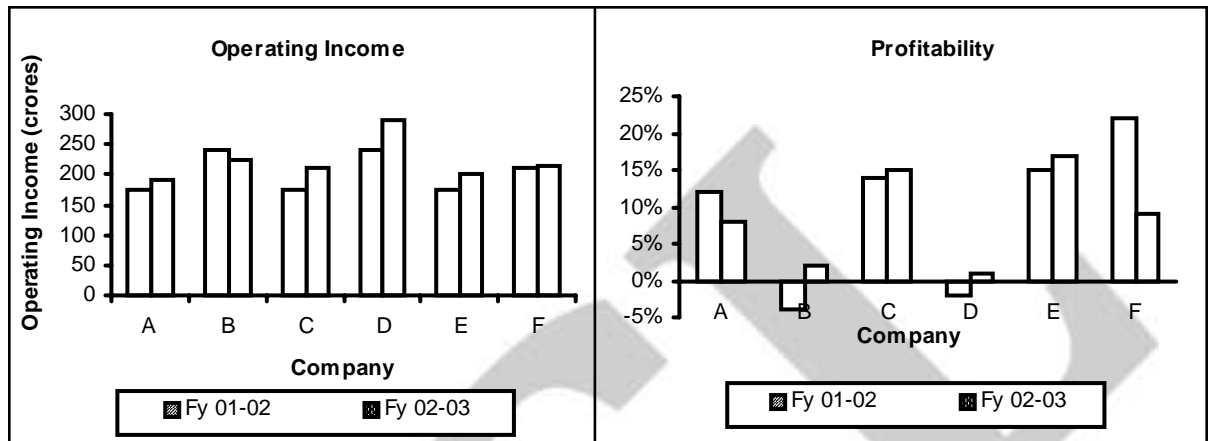 Operating Income
Operating Income (crores)
300
250
200
150
100
50
0
A B C D E F
Company
Fy 01-02 Fy 02-03
Profitability
25%
20%
15%
10%
5%
0%
-5%
A B C D E F
Company
Fy 01-02 Fy 02-03